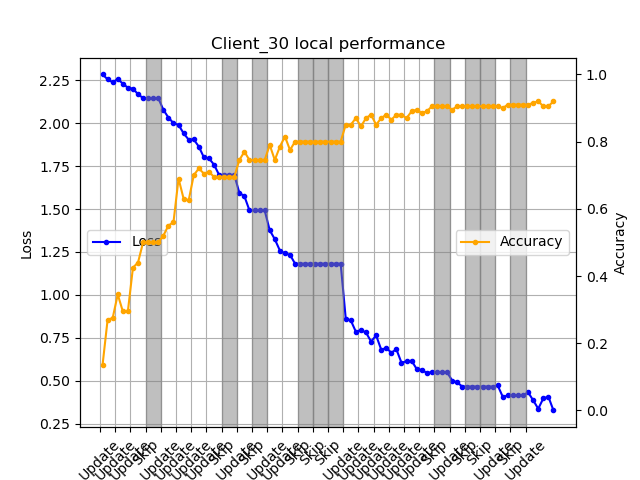 Client_30 local performance
2.25
2.00
1.75
1.50
1.25
1.00
0.75
0.50
0.25
Loss
Loss
Accuracy
1.0
0.8
0.6
0.4
0.2
0.0
Accuracy
Update
Update
Update
Skip
Update
Update
Update
Update
Skip
Update
Skip
Update
Update
Skip
Skip
Skip
Update
Update
Update
Update
Update
Update
Skip
Update
Skip
Skip
Update
Skip
Update